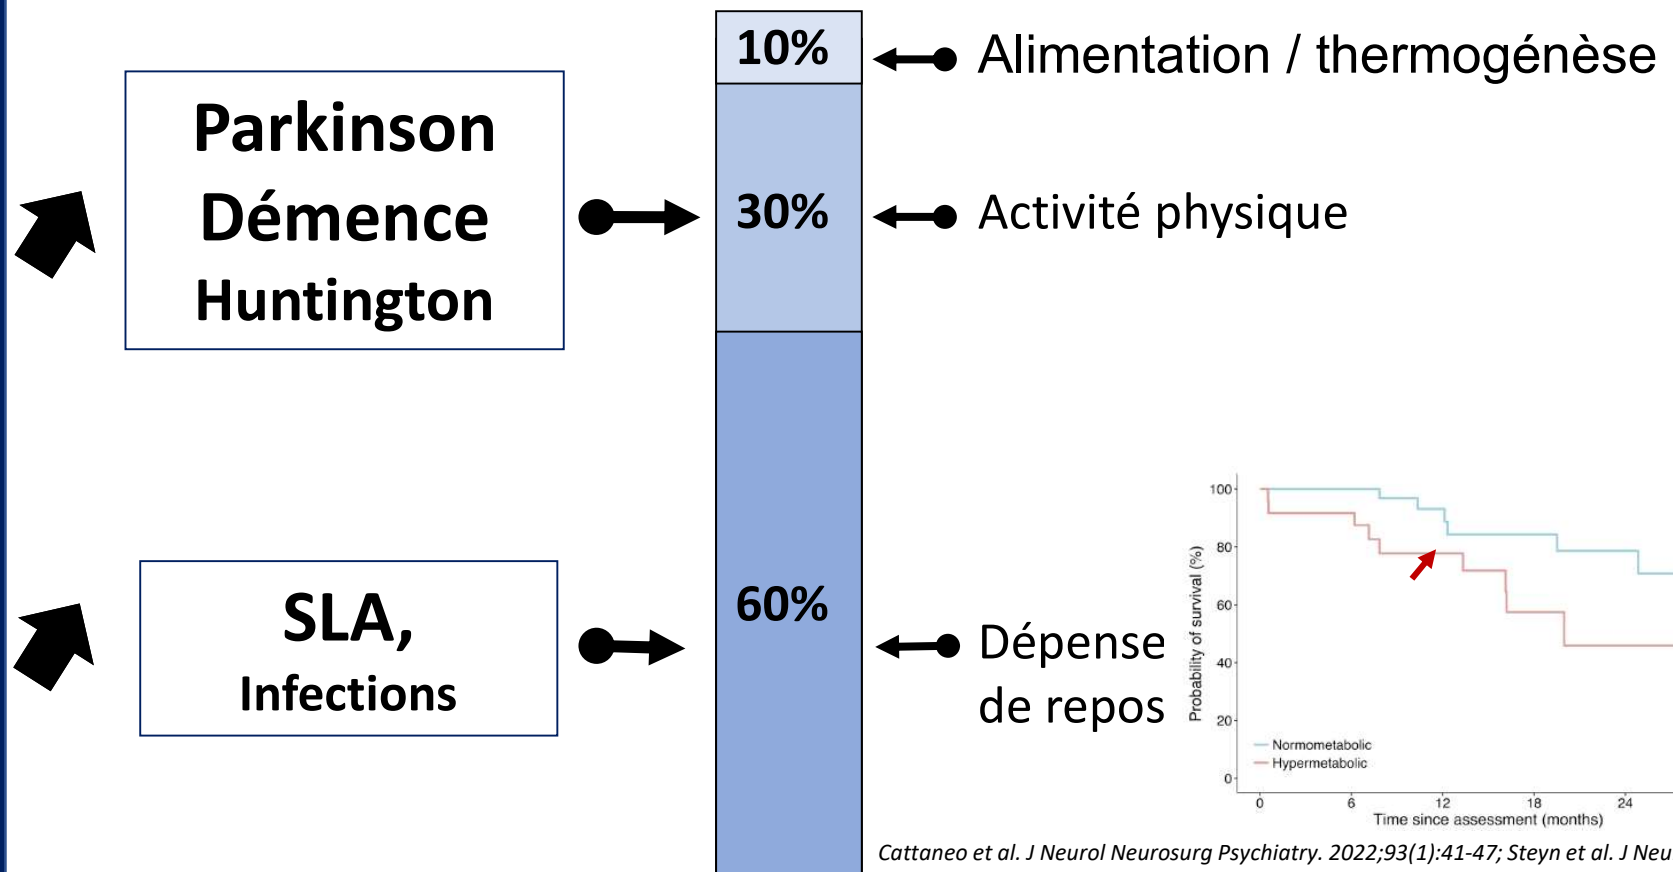 10%
Alimentation / thermogénèse
Parkinson
Démence
Huntington
30%
Activité physique
SLA,
Infections
60%
Dépense
de repos
100
80
60
40
20
0
Probability of survival (%)
Normometabolic
Hypermetabolic
0 6 12 18 24
Time since assessment (months)
Cattaneo et al. J Neurol Neurosurg Psychiatry. 2022;93(1):41-47; Steyn et al. J Neu